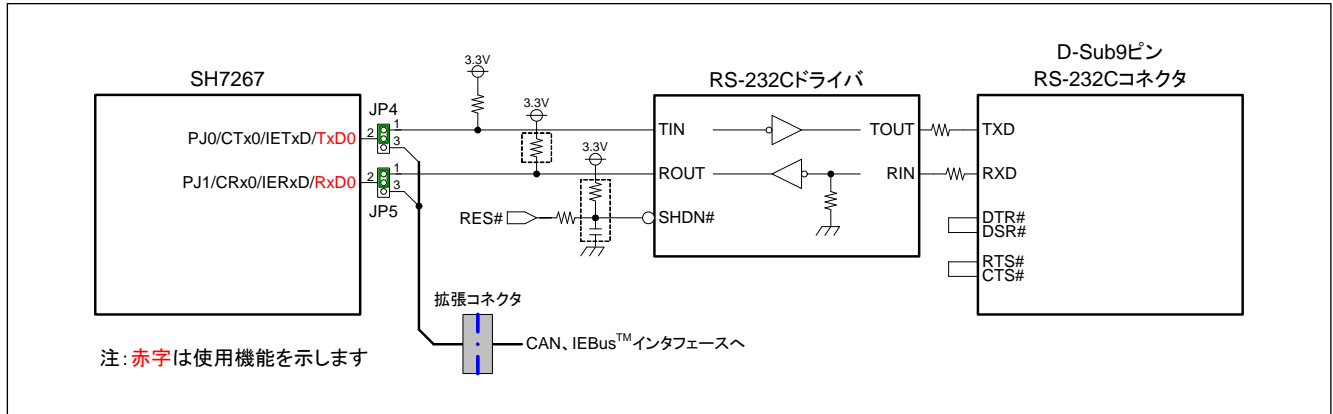 D-Sub9ピン
RS-232Cコネクタ
SH7267
RS-232Cドライバ
3.3V
3.3V
3.3V
JP4
PJ0/CTx0/IETxD/TxD0
2
1
3
TIN
TOUT
TXD
PJ1/CRx0/IERxD/RxD0
2
1
3
JP5
ROUT
RIN
RXD
RES#
SHDN#
DTR#
DSR#
RTS#
CTS#
拡張コネクタ
CAN、IEBusTMインタフェースへ
注:赤字は使用機能を示します